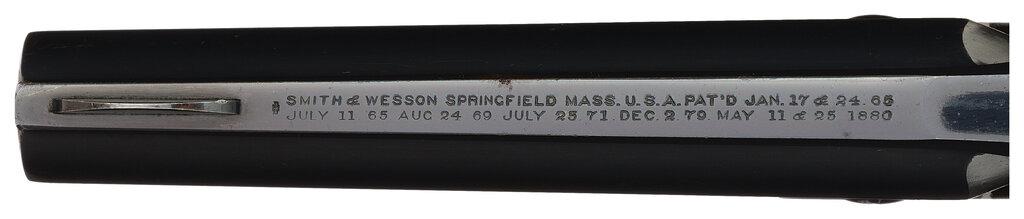 SMITH & WESSON SPRINGFIELD MASS. U.S.A. PAT'D JAN. 17 & 24. 65
JULY 11 65 AUG 24 69 JULY 25 71 DEC. 2 79. MAY 11 & 25 1880